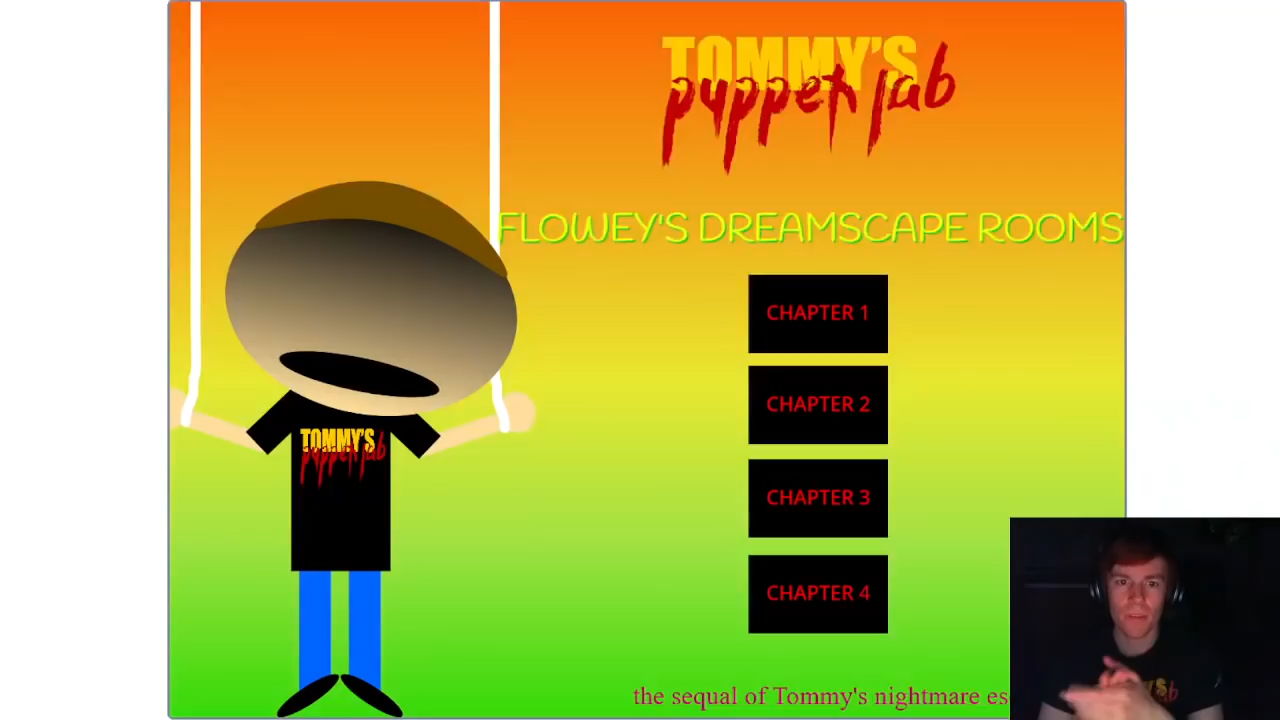 TOMMY'S
puppet lab
FLOWEY'S DREAMSCAPE ROOMS
CHAPTER 1
CHAPTER 2
CHAPTER 3
CHAPTER 4
TOMMY'S
puppet lab
the sequal of Tommy's nightmare es